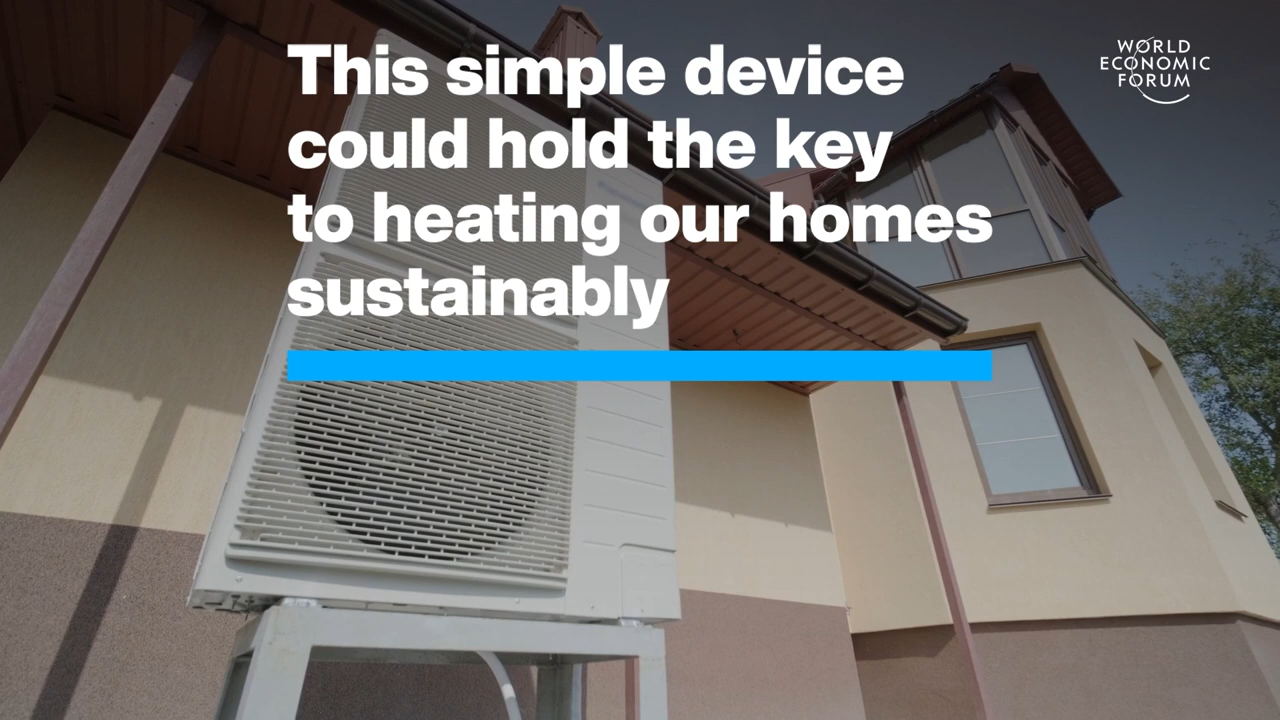 This simple device
could hold the key
to heating our homes
sustainably
WORLD
ECONOMIC
FORUM